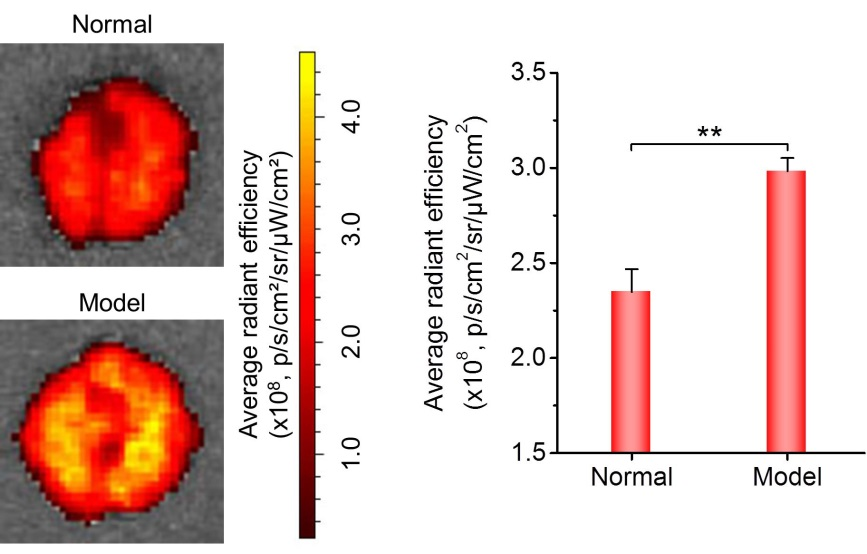 Normal
Model
Average radiant efficiency
(x10⁸, p/s/cm²/sr/µW/cm²)
4.0
3.0
2.0
1.0
Average radiant efficiency
(x10⁸, p/s/cm²/sr/µW/cm²)
3.5
3.0
2.5
2.0
1.5
**
Normal
Model